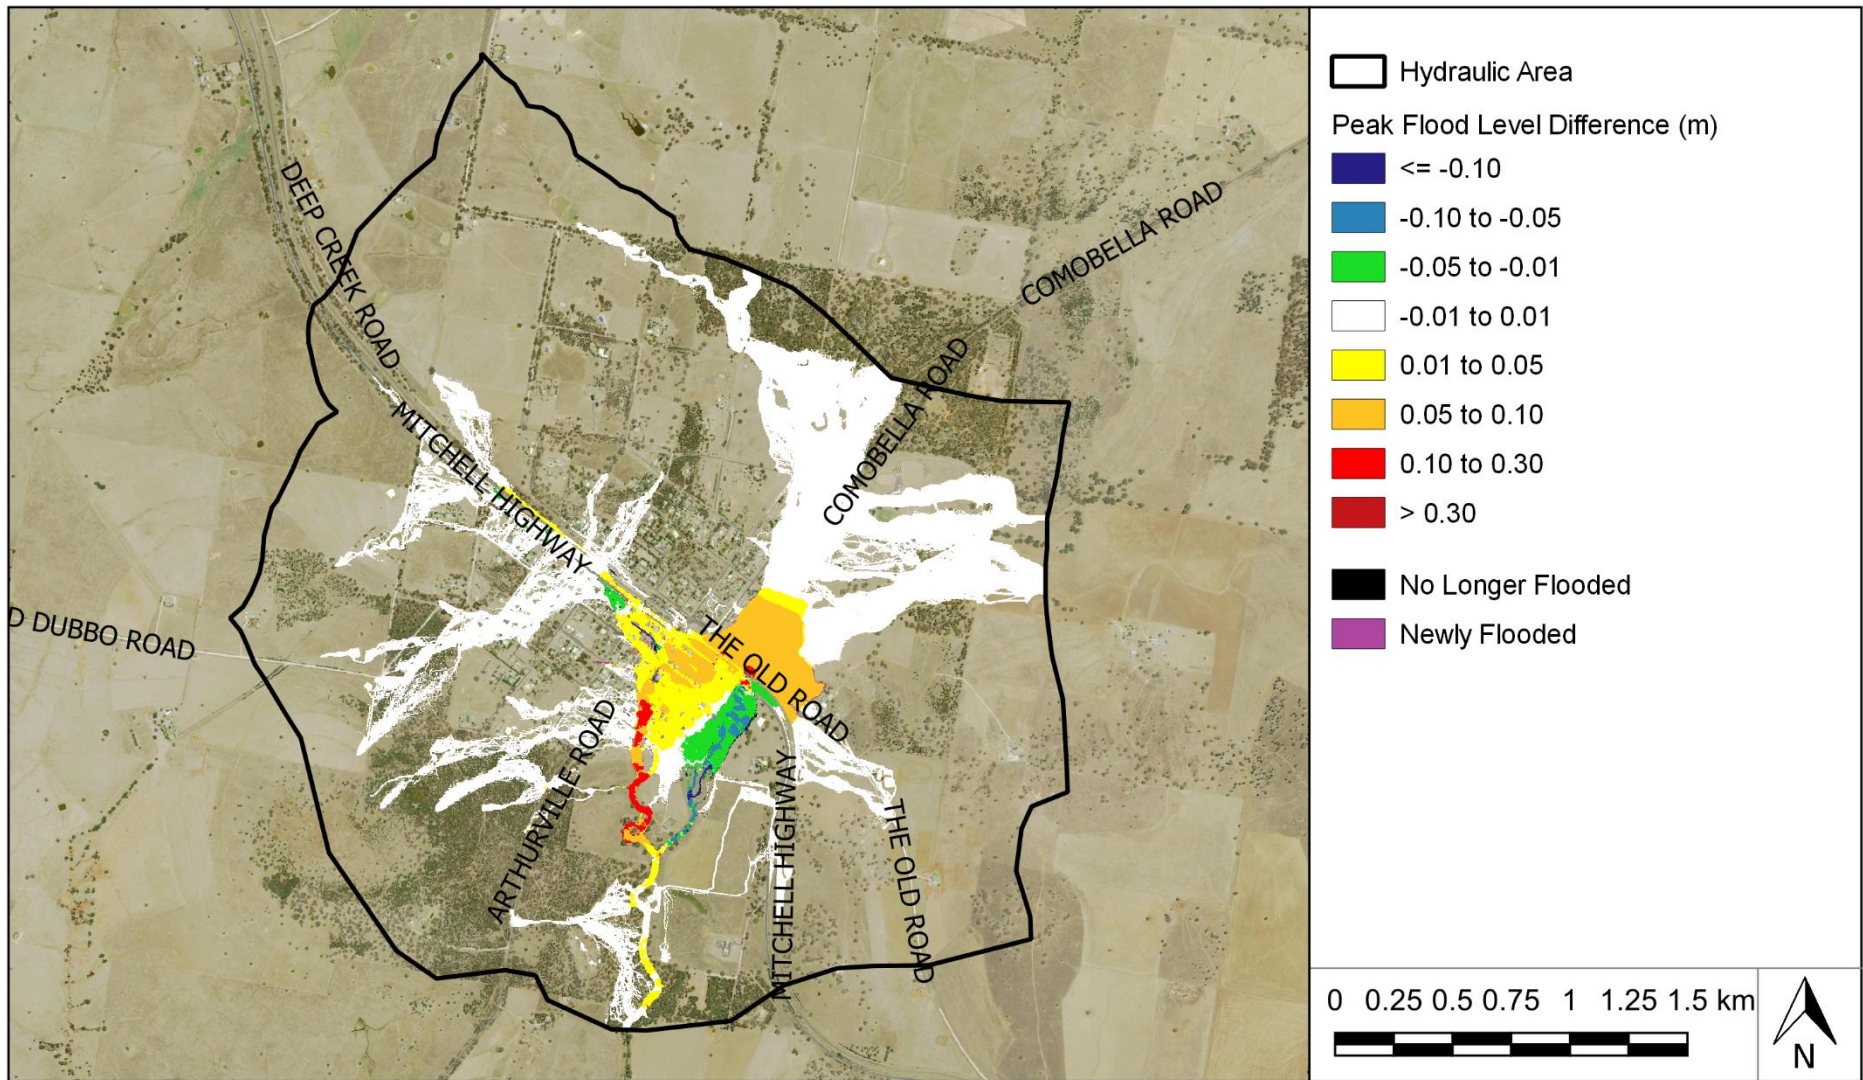 DEEP CREEK ROAD
COMOBELLA ROAD
COMOBELLA ROAD
MITCHELL HIGHWAY
D DUBBO ROAD
THE OLD ROAD
ARTHURVILLE ROAD
MITCHELL HIGHWAY
THE OLD ROAD
Hydraulic Area
Peak Flood Level Difference (m)
<= -0.10
-0.10 to -0.05
-0.05 to -0.01
-0.01 to 0.01
0.01 to 0.05
0.05 to 0.10
0.10 to 0.30
> 0.30
No Longer Flooded
Newly Flooded
0 0.25 0.5 0.75 1 1.25 1.5 km
N